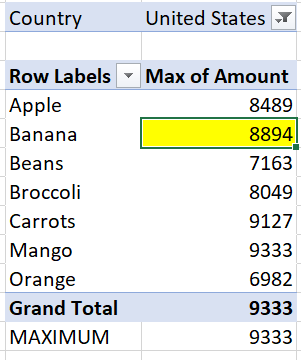 Country United States
Row Labels Max of Amount
Apple 8489
Banana 8894
Beans 7163
Broccoli 8049
Carrots 9127
Mango 9333
Orange 6982
Grand Total 9333
MAXIMUM 9333